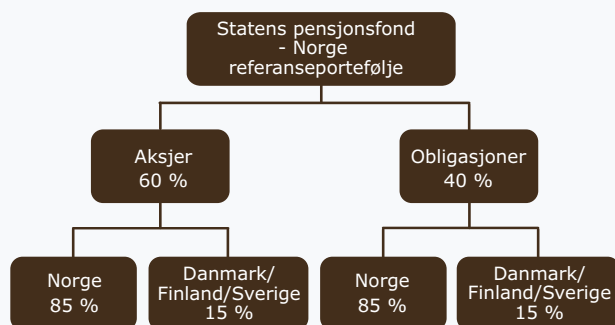 Statens pensjonsfond
- Norge
referanseportefølje
Aksjer
60 %
Obligasjoner
40 %
Norge
85 %
Danmark/
Finland/Sverige
15 %
Norge
85 %
Danmark/
Finland/Sverige
15 %